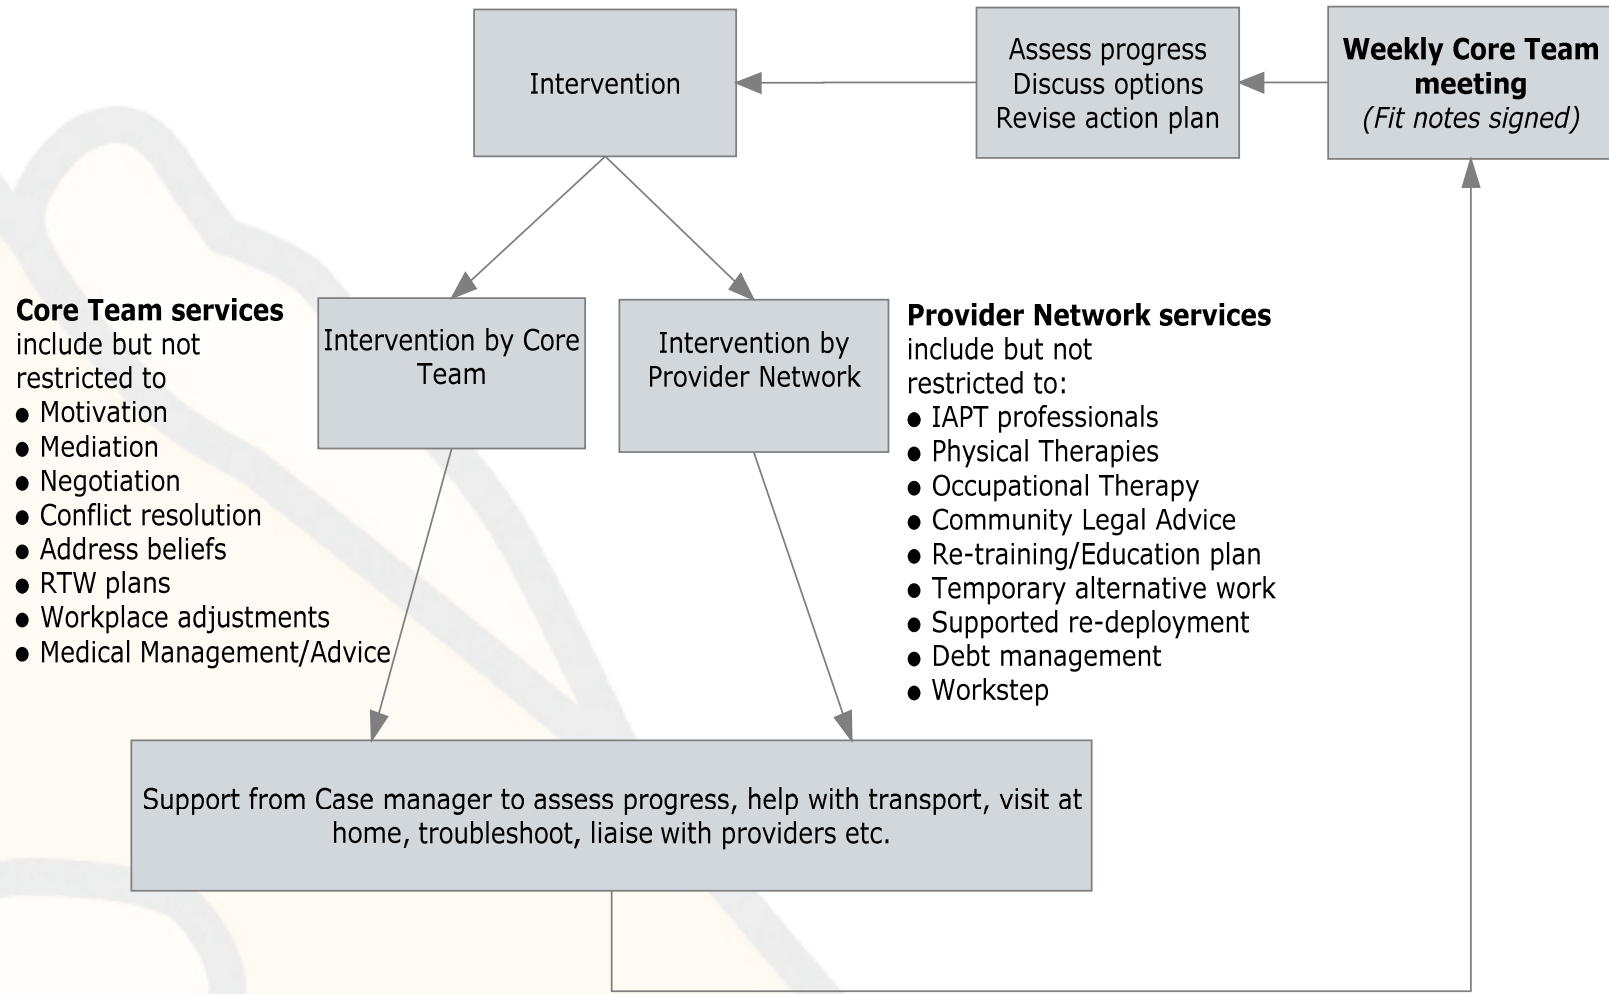 Intervention
Assess progress
Discuss options
Revise action plan
Weekly Core Team
meeting
(Fit notes signed)
Core Team services
include but not
restricted to
● Motivation
● Mediation
● Negotiation
● Conflict resolution
● Address beliefs
● RTW plans
● Workplace adjustments
● Medical Management/Advice
Intervention by Core
Team
Intervention by
Provider Network
Provider Network services
include but not
restricted to:
● IAPT professionals
● Physical Therapies
● Occupational Therapy
● Community Legal Advice
● Re-training/Education plan
● Temporary alternative work
● Supported re-deployment
● Debt management
● Workstep
Support from Case manager to assess progress, help with transport, visit at
home, troubleshoot, liaise with providers etc.